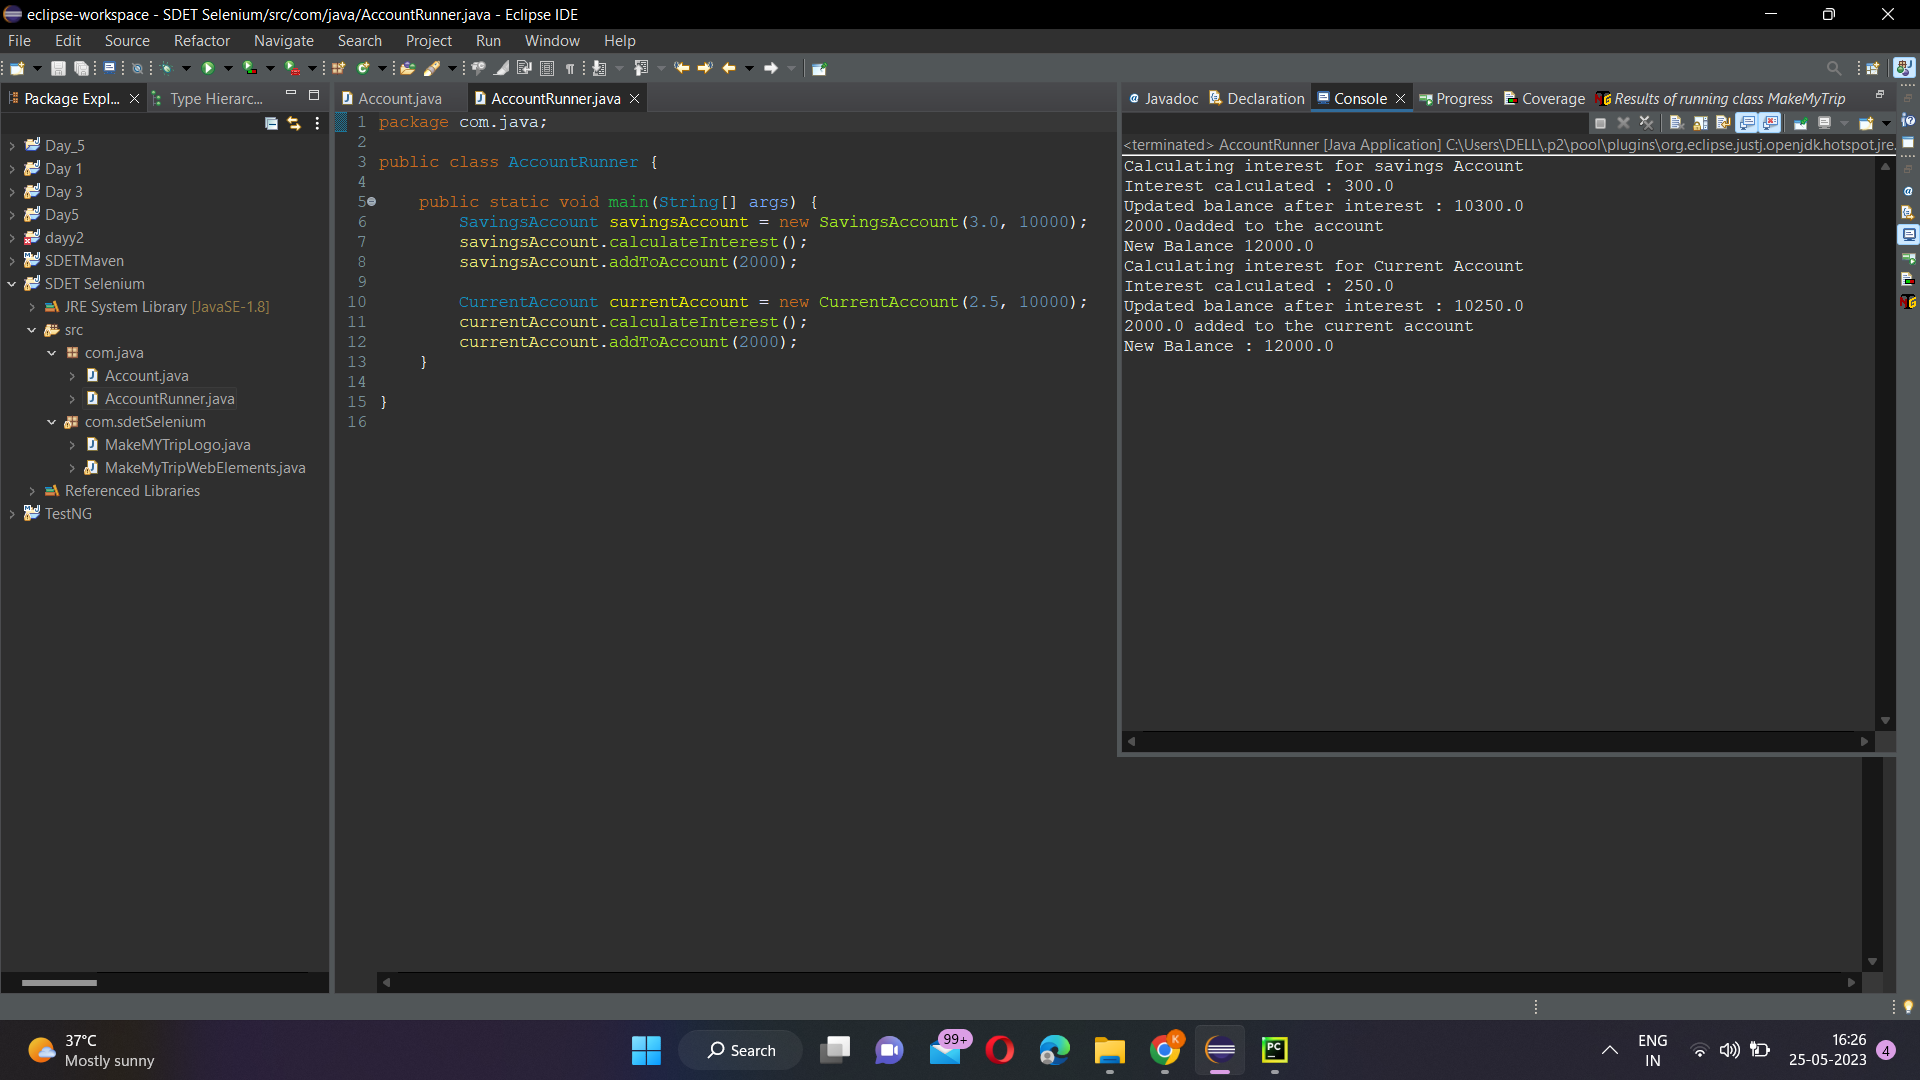 eclipse-workspace - SDET Selenium/src/com/java/AccountRunner.java - Eclipse IDE
File Edit Source Refactor Navigate Search Project Run Window Help
Package Expl... Type Hierarc...
Day_5
Day 1
Day 3
Day5
dayy2
SDETMaven
SDET Selenium
JRE System Library [JavaSE-1.8]
src
com.java
Account.java
AccountRunner.java
com.sdetSelenium
MakeMYTripLogo.java
MakeMyTripWebElements.java
Referenced Libraries
TestNG
Account.java AccountRunner.java
1 package com.java;
2
3 public class AccountRunner {
4
5 public static void main(String[] args) {
6 SavingsAccount savingsAccount = new SavingsAccount(3.0, 10000);
7 savingsAccount.calculateInterest();
8 savingsAccount.addToAccount(2000);
9
10 CurrentAccount currentAccount = new CurrentAccount(2.5, 10000);
11 currentAccount.calculateInterest();
12 currentAccount.addToAccount(2000);
13 }
14
15 }
16
Javadoc Declaration Console Progress Coverage Results of running class MakeMyTrip
<terminated> AccountRunner [Java Application] C:\Users\DELL\.p2\pool\plugins\org.eclipse.justj.openjdk.hotspot.jre.
Calculating interest for savings Account
Interest calculated : 300.0
Updated balance after interest : 10300.0
2000.0added to the account
New Balance 12000.0
Calculating interest for Current Account
Interest calculated : 250.0
Updated balance after interest : 10250.0
2000.0 added to the current account
New Balance : 12000.0
37°C
Mostly sunny
Search
99+
K
PC
ENG
IN
16:26
25-05-2023
4